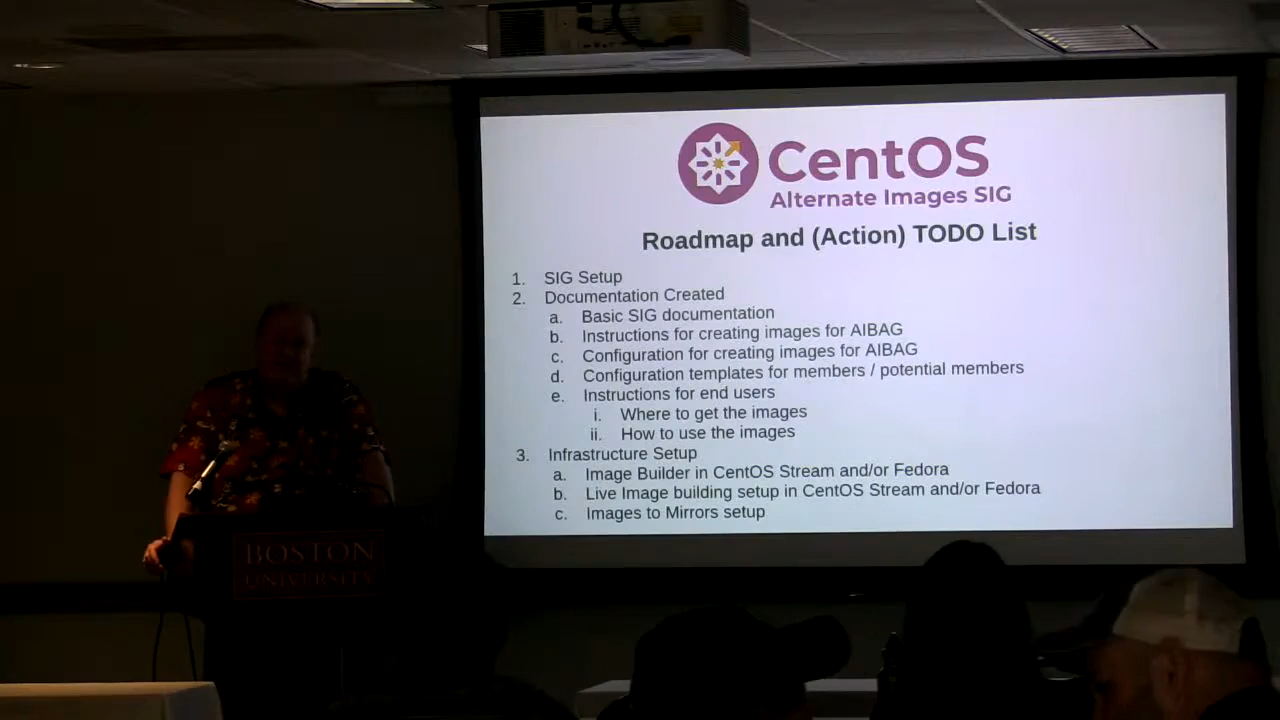 CentOS
Alternate Images SIG
Roadmap and (Action) TODO List
1. SIG Setup
2. Documentation Created
a. Basic SIG documentation
b. Instructions for creating images for AIBAG
c. Configuration for creating images for AIBAG
d. Configuration templates for members / potential members
e. Instructions for end users
i. Where to get the images
ii. How to use the images
3. Infrastructure Setup
a. Image Builder in CentOS Stream and/or Fedora
b. Live Image building setup in CentOS Stream and/or Fedora
c. Images to Mirrors setup
BOSTON
UNIVERSITY